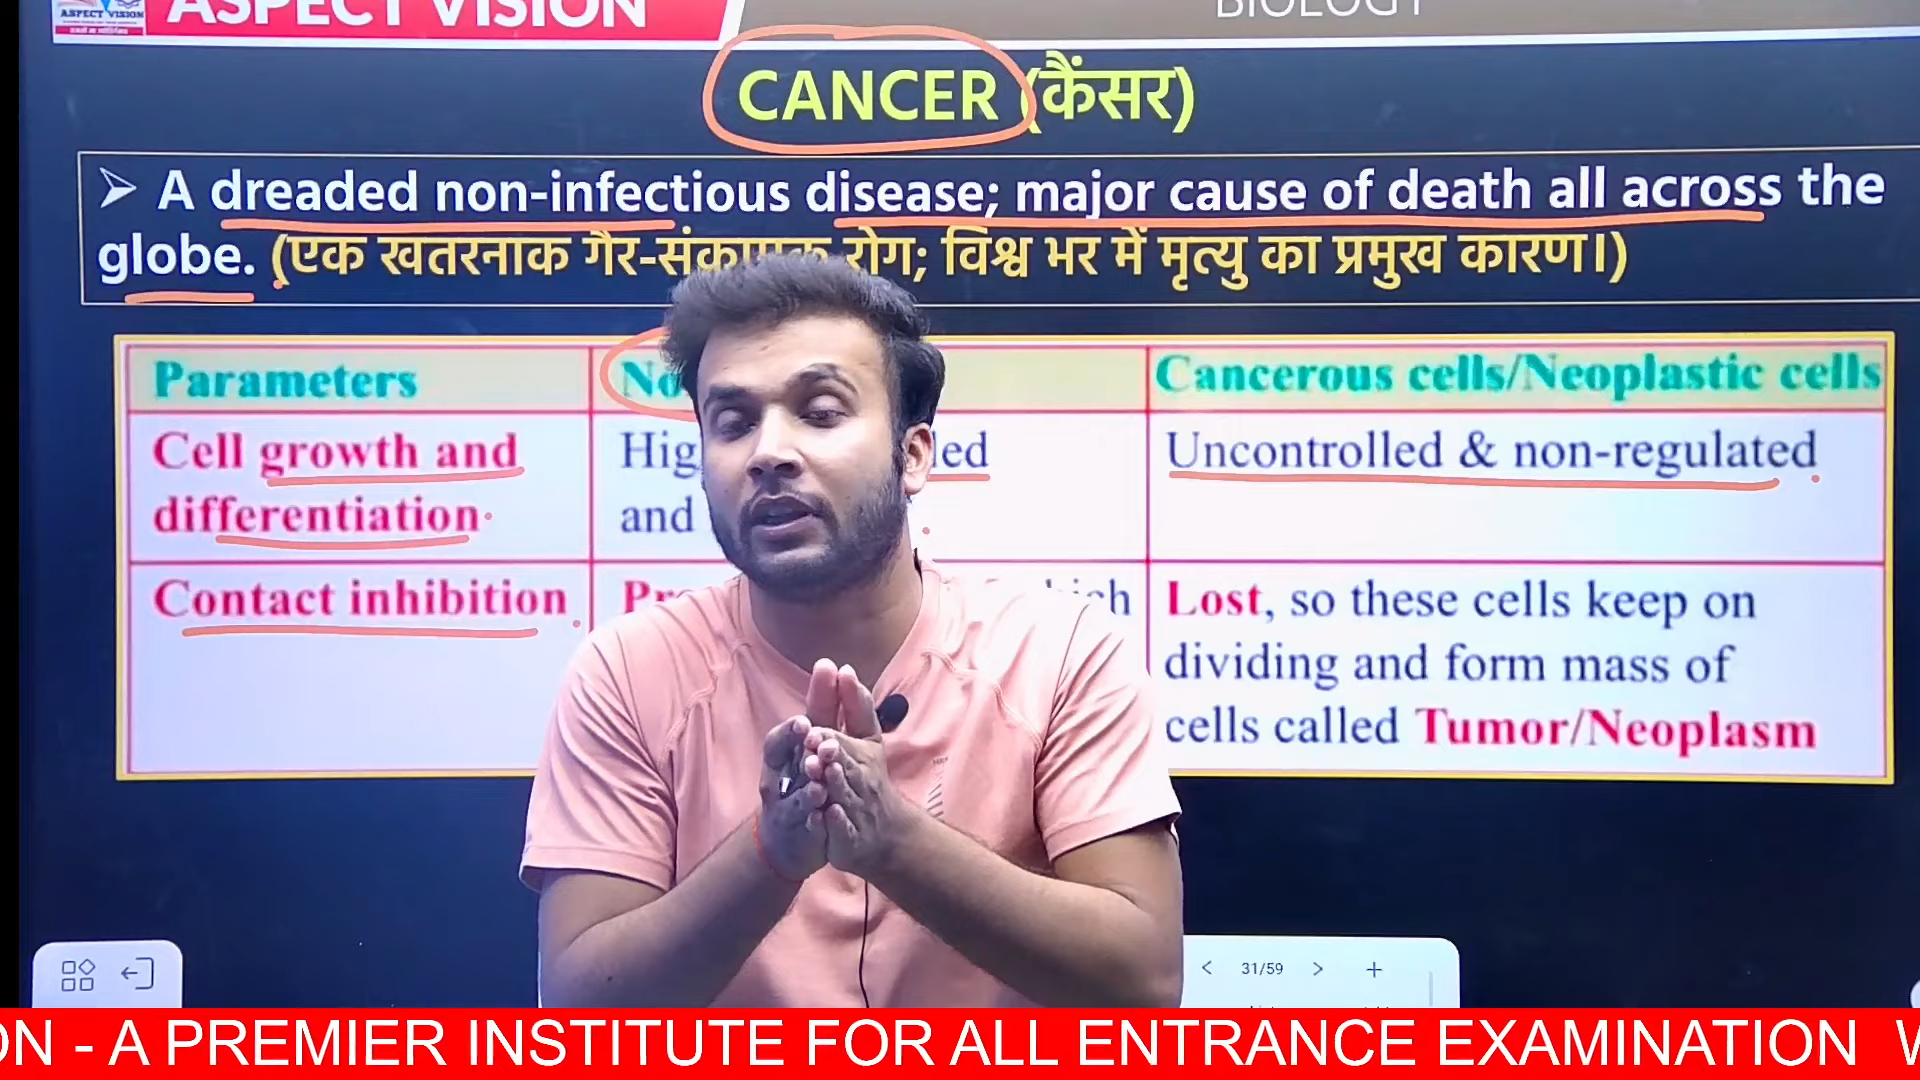 ASPECT VISION
ASPECT VISION
BIOLOGY
CANCER (कैंसर)
➢ A dreaded non-infectious disease; major cause of death all across the
globe. (एक खतरनाक गैर-संक्रामक रोग; विश्व भर में मृत्यु का प्रमुख कारण।)
Parameters
Cancerous cells/Neoplastic cells
Cell growth and
differentiation
and
Uncontrolled & non-regulated
Contact inhibition
Lost, so these cells keep on
dividing and form mass of
cells called Tumor/Neoplasm
31/59
- A PREMIER INSTITUTE FOR ALL ENTRANCE EXAMINATION